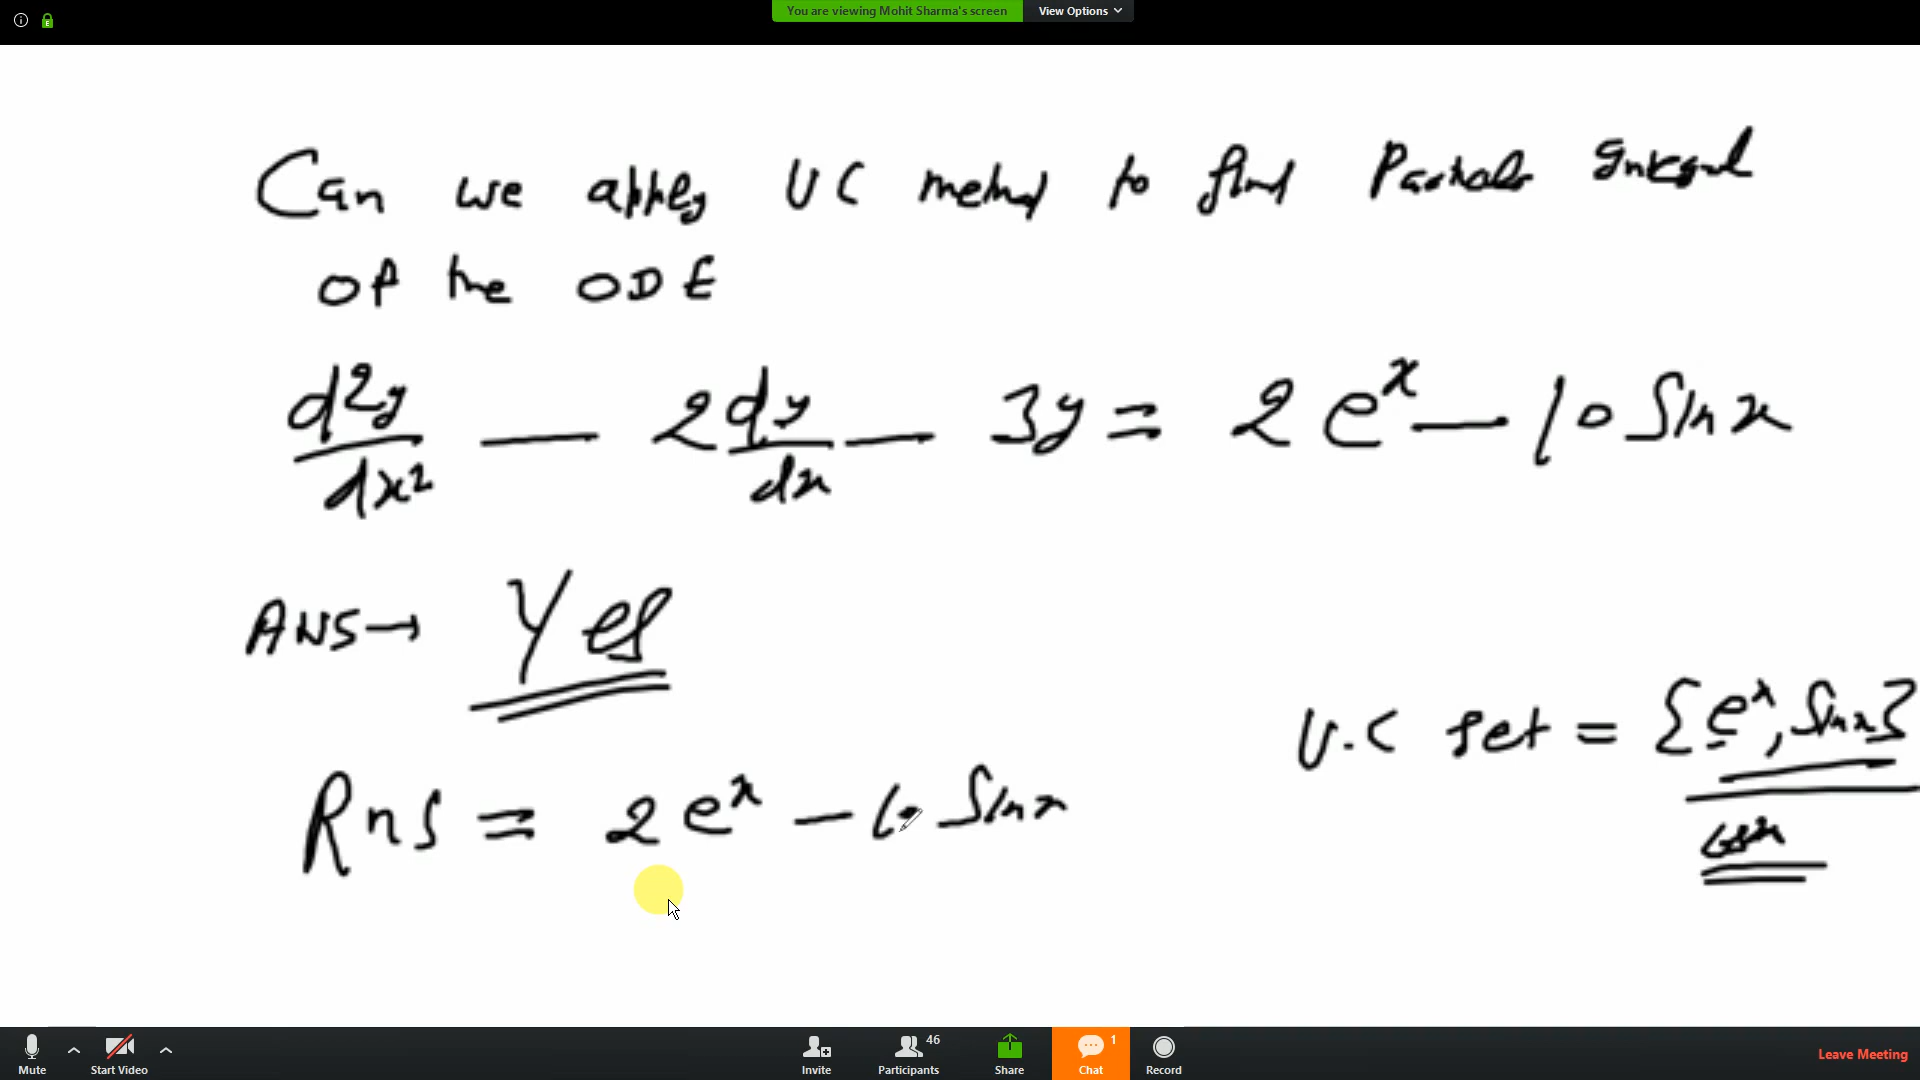 You are viewing Mohit Sharma's screen View Options
Can we apply UC method to find Particular Integral
of the ODE
d²y/dx² — 2dy/dx — 3y = 2e^x — 10 Sin x
ANS→ Yes
U.C set = {e^x, Sin x}
RHS = 2e^x — 10 Sin x
cos x
Mute
Start Video
Invite
Participants 46
Share
Chat 1
Record
Leave Meeting